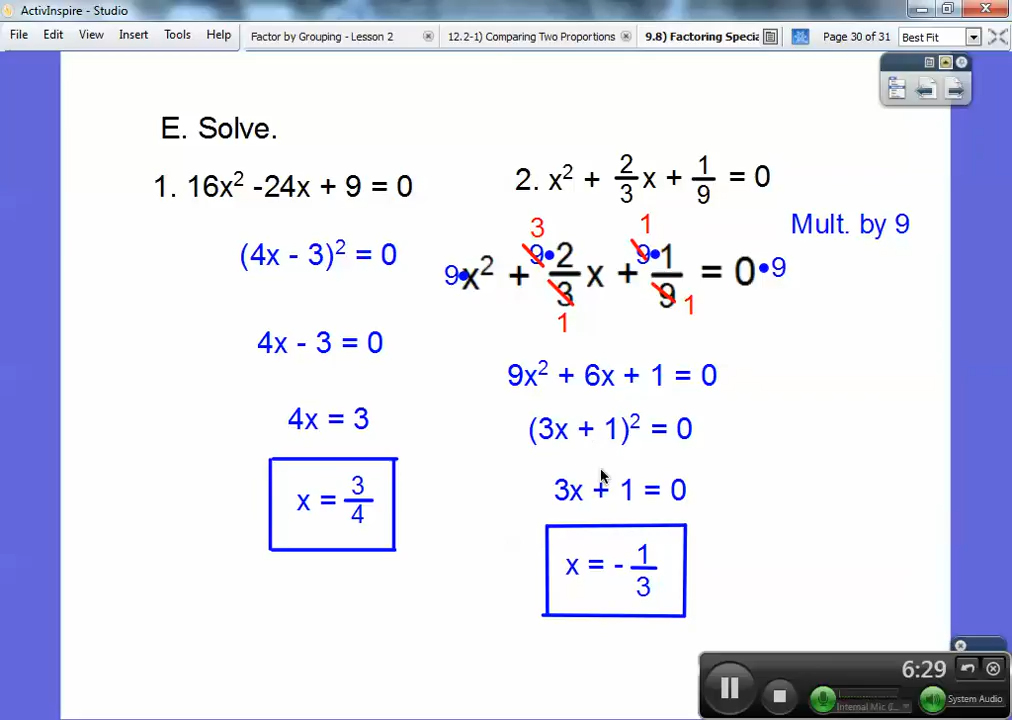 ActivInspire - Studio
File Edit View Insert Tools Help
Factor by Grouping - Lesson 2
12.2-1) Comparing Two Proportions
9.8) Factoring Specia
Page 30 of 31
Best Fit
E. Solve.
1. 16x² -24x + 9 = 0
(4x - 3)² = 0
4x - 3 = 0
4x = 3
x = 3/4
2. x² + 2/3 x + 1/9 = 0
Mult. by 9
3 1
9•x² + 9•2/3 x + 9•1/9 = 0•9
1 1
9x² + 6x + 1 = 0
(3x + 1)² = 0
3x + 1 = 0
x = - 1/3
6:29
System Audio